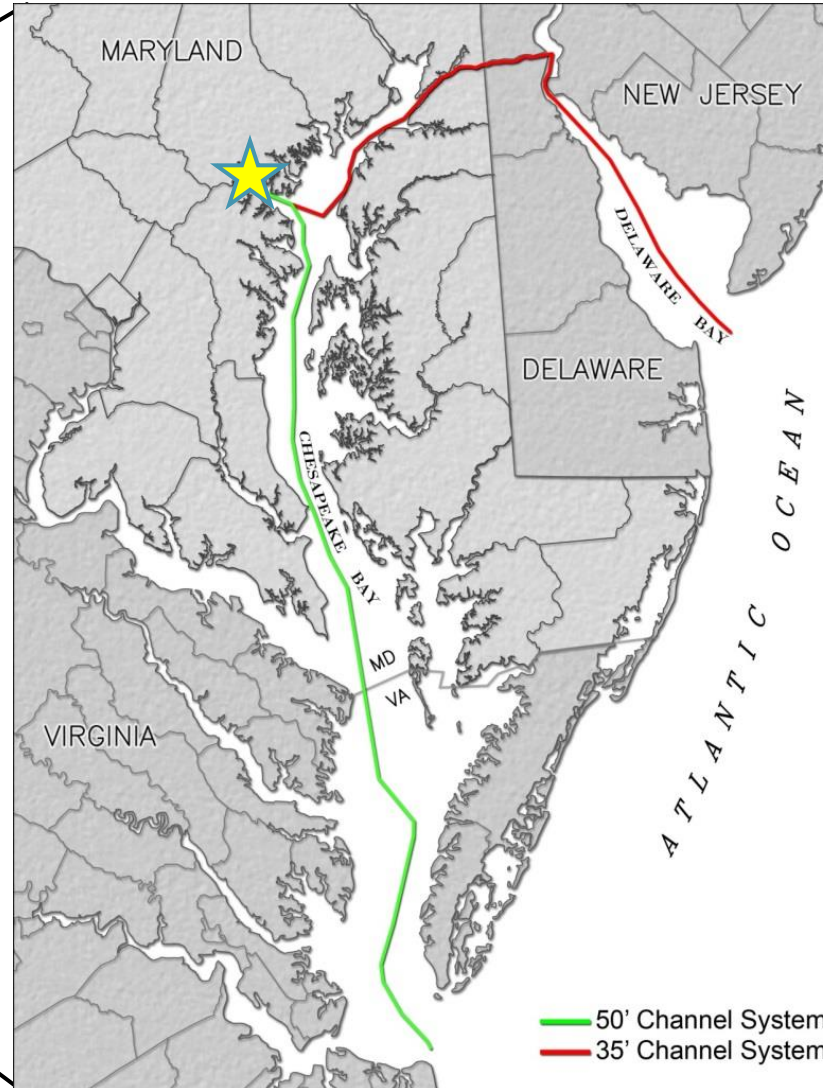 MARYLAND
NEW JERSEY
DELAWARE BAY
DELAWARE
CHESAPEAKE BAY
ATLANTIC OCEAN
MD
VA
VIRGINIA
50' Channel System
35' Channel System